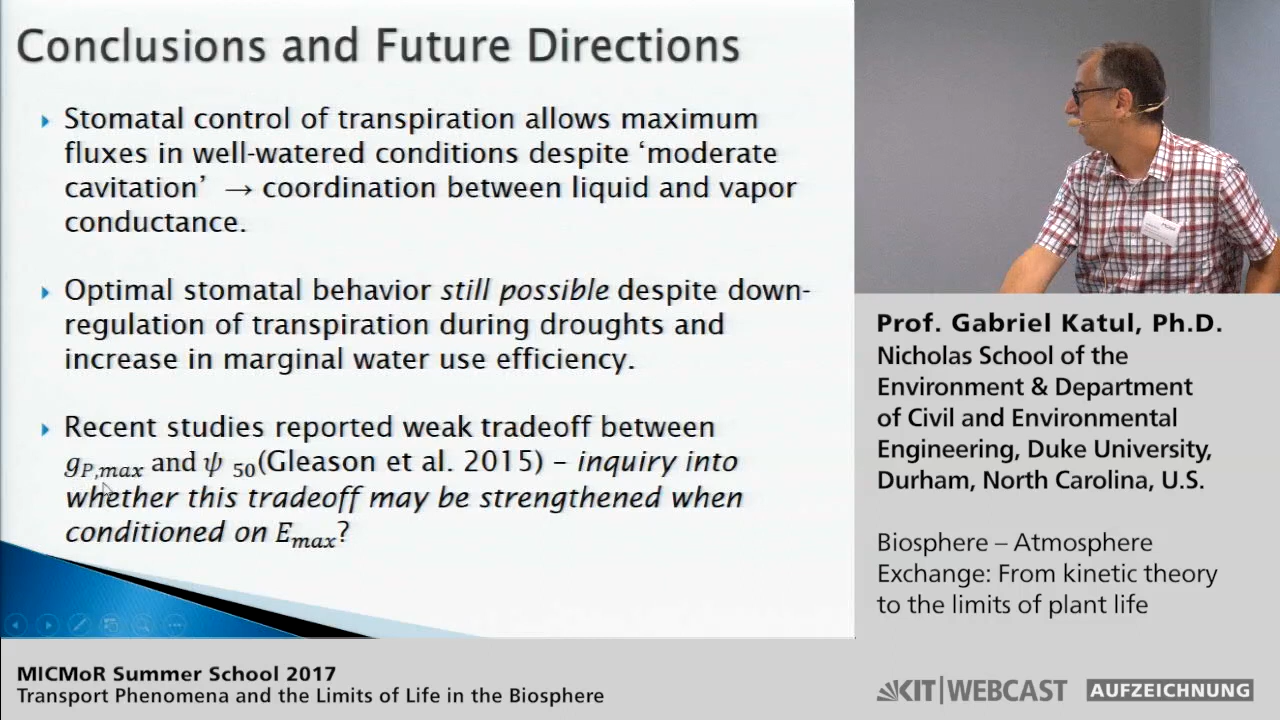 Conclusions and Future Directions
Stomatal control of transpiration allows maximum
fluxes in well-watered conditions despite ‘moderate
cavitation’ → coordination between liquid and vapor
conductance.
Optimal stomatal behavior still possible despite down-
regulation of transpiration during droughts and
increase in marginal water use efficiency.
Recent studies reported weak tradeoff between
g_P,max and ψ 50(Gleason et al. 2015) – inquiry into
whether this tradeoff may be strengthened when
conditioned on E_max?
Prof. Gabriel Katul, Ph.D.
Nicholas School of the
Environment & Department
of Civil and Environmental
Engineering, Duke University,
Durham, North Carolina, U.S.
Biosphere – Atmosphere
Exchange: From kinetic theory
to the limits of plant life
MICMoR Summer School 2017
Transport Phenomena and the Limits of Life in the Biosphere
KIT|WEBCAST
AUFZEICHNUNG